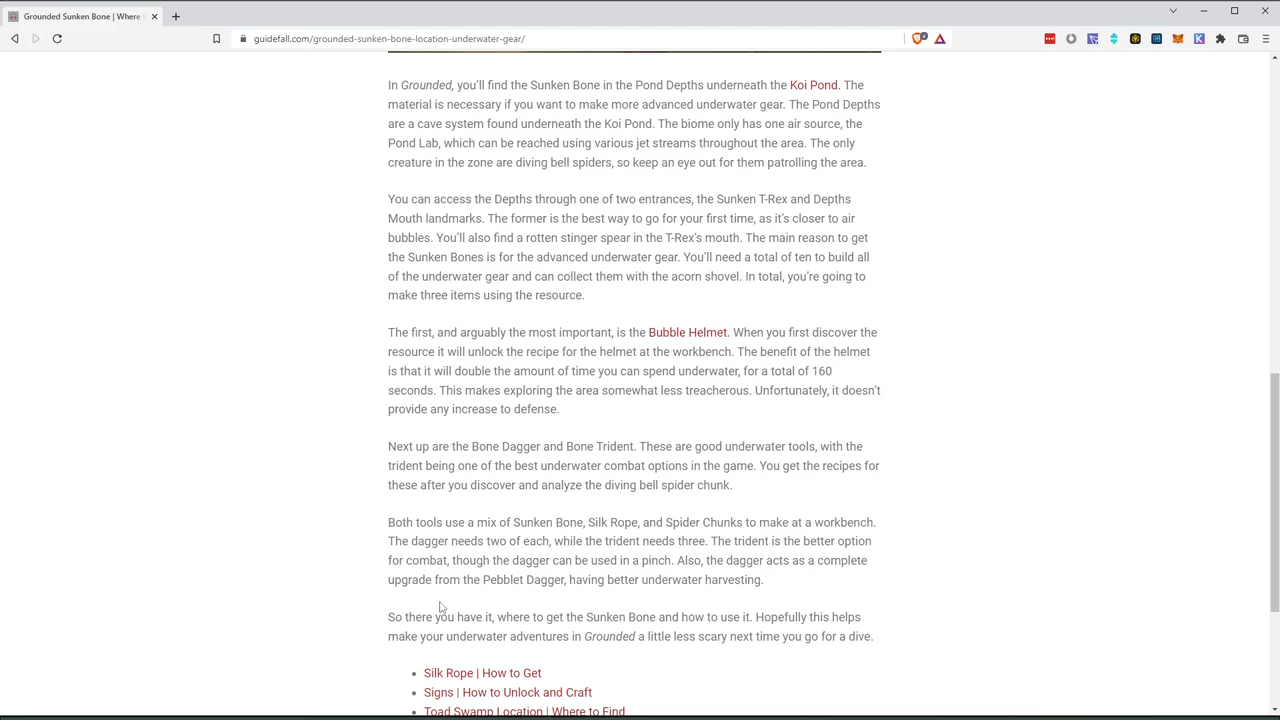 Grounded Sunken Bone | Where
guidefall.com/grounded-sunken-bone-location-underwater-gear/
In Grounded, you'll find the Sunken Bone in the Pond Depths underneath the Koi Pond. The
material is necessary if you want to make more advanced underwater gear. The Pond Depths
are a cave system found underneath the Koi Pond. The biome only has one air source, the
Pond Lab, which can be reached using various jet streams throughout the area. The only
creature in the zone are diving bell spiders, so keep an eye out for them patrolling the area.
You can access the Depths through one of two entrances, the Sunken T-Rex and Depths
Mouth landmarks. The former is the best way to go for your first time, as it's closer to air
bubbles. You'll also find a rotten stinger spear in the T-Rex's mouth. The main reason to get
the Sunken Bones is for the advanced underwater gear. You'll need a total of ten to build all
of the underwater gear and can collect them with the acorn shovel. In total, you're going to
make three items using the resource.
The first, and arguably the most important, is the Bubble Helmet. When you first discover the
resource it will unlock the recipe for the helmet at the workbench. The benefit of the helmet
is that it will double the amount of time you can spend underwater, for a total of 160
seconds. This makes exploring the area somewhat less treacherous. Unfortunately, it doesn't
provide any increase to defense.
Next up are the Bone Dagger and Bone Trident. These are good underwater tools, with the
trident being one of the best underwater combat options in the game. You get the recipes for
these after you discover and analyze the diving bell spider chunk.
Both tools use a mix of Sunken Bone, Silk Rope, and Spider Chunks to make at a workbench.
The dagger needs two of each, while the trident needs three. The trident is the better option
for combat, though the dagger can be used in a pinch. Also, the dagger acts as a complete
upgrade from the Pebblet Dagger, having better underwater harvesting.
So there you have it, where to get the Sunken Bone and how to use it. Hopefully this helps
make your underwater adventures in Grounded a little less scary next time you go for a dive.
Silk Rope | How to Get
Signs | How to Unlock and Craft
Toad Swamp Location | Where to Find